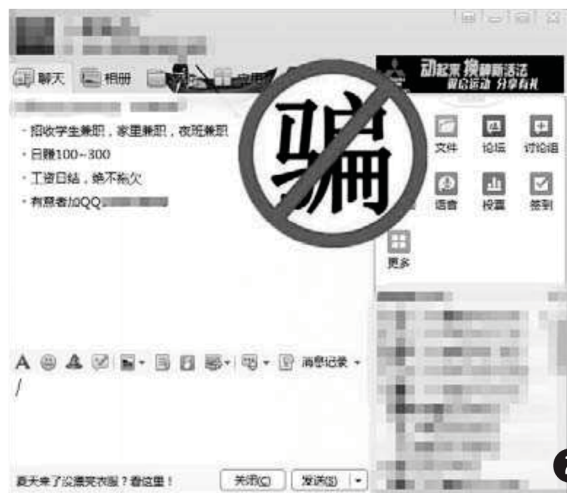 聊天 相册 应用
动起来 换种新活法
骗
文件 论坛 讨论组
· 招收学生兼职，家里兼职，夜班兼职
· 日赚100~300
· 工资日结，绝不拖欠
· 有意者加QQ
语音 投票 签到
更多
A 消息记录
/
夏天来了没漂亮衣服？看这里！ 关闭(C) 发送(S)